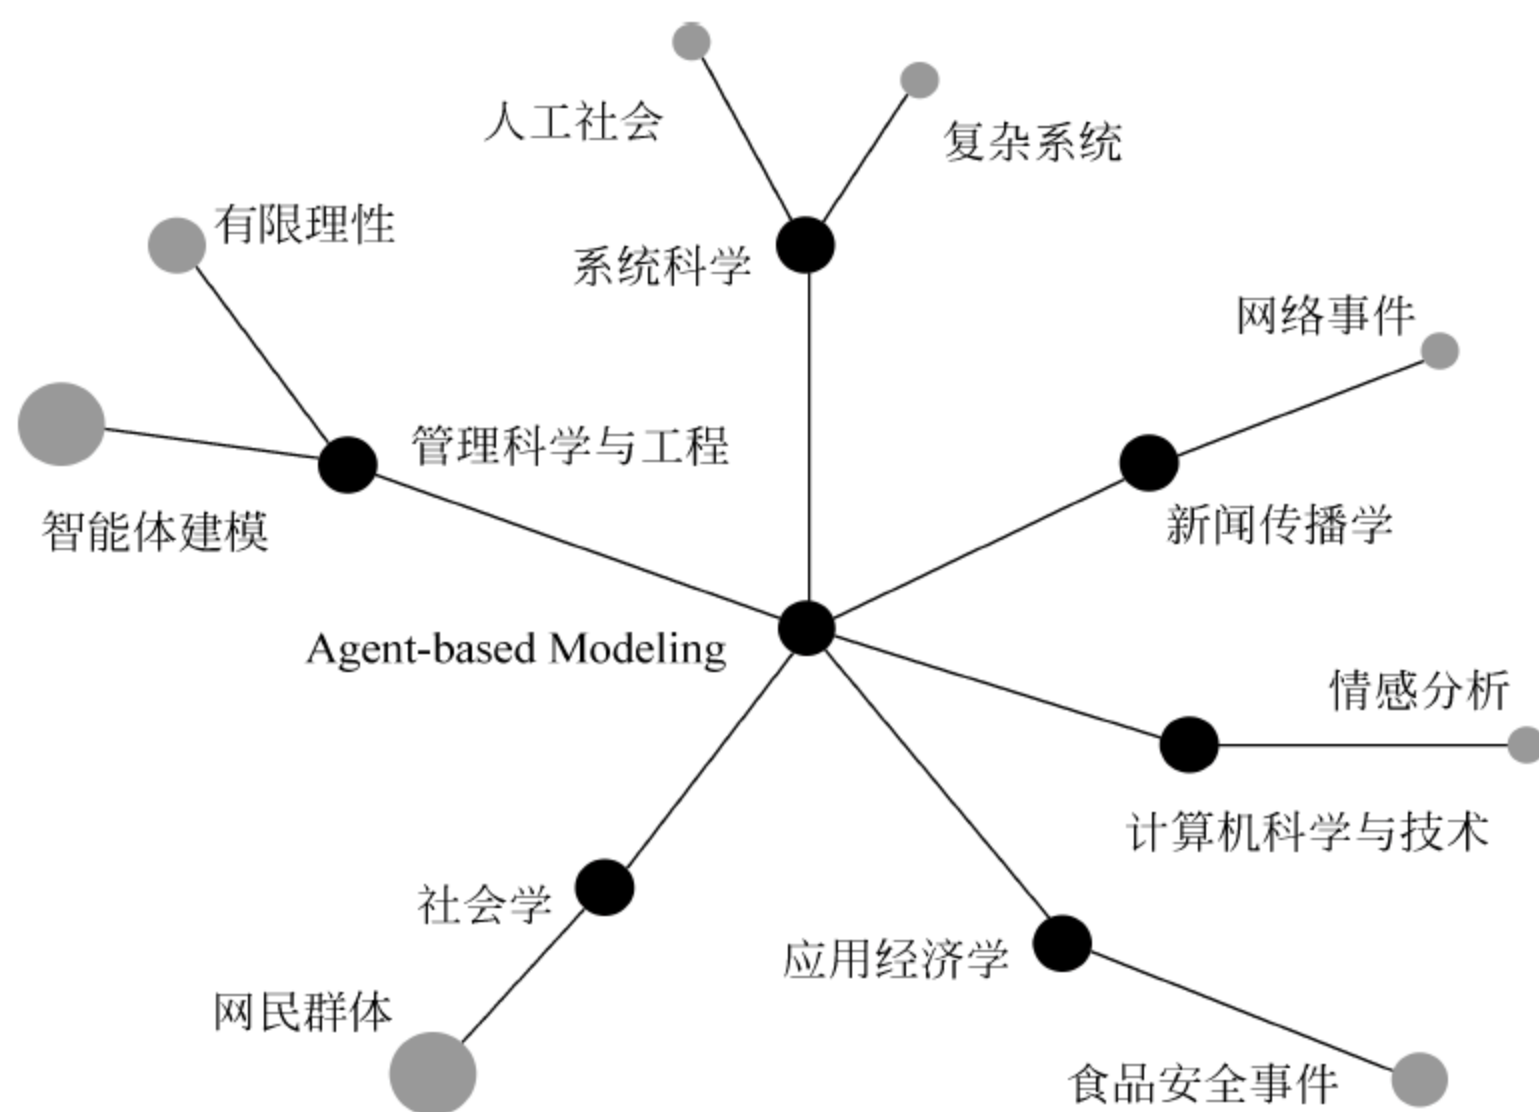 人工社会
复杂系统
有限理性
系统科学
网络事件
管理科学与工程
智能体建模
新闻传播学
Agent-based Modeling
情感分析
计算机科学与技术
社会学
应用经济学
网民群体
食品安全事件